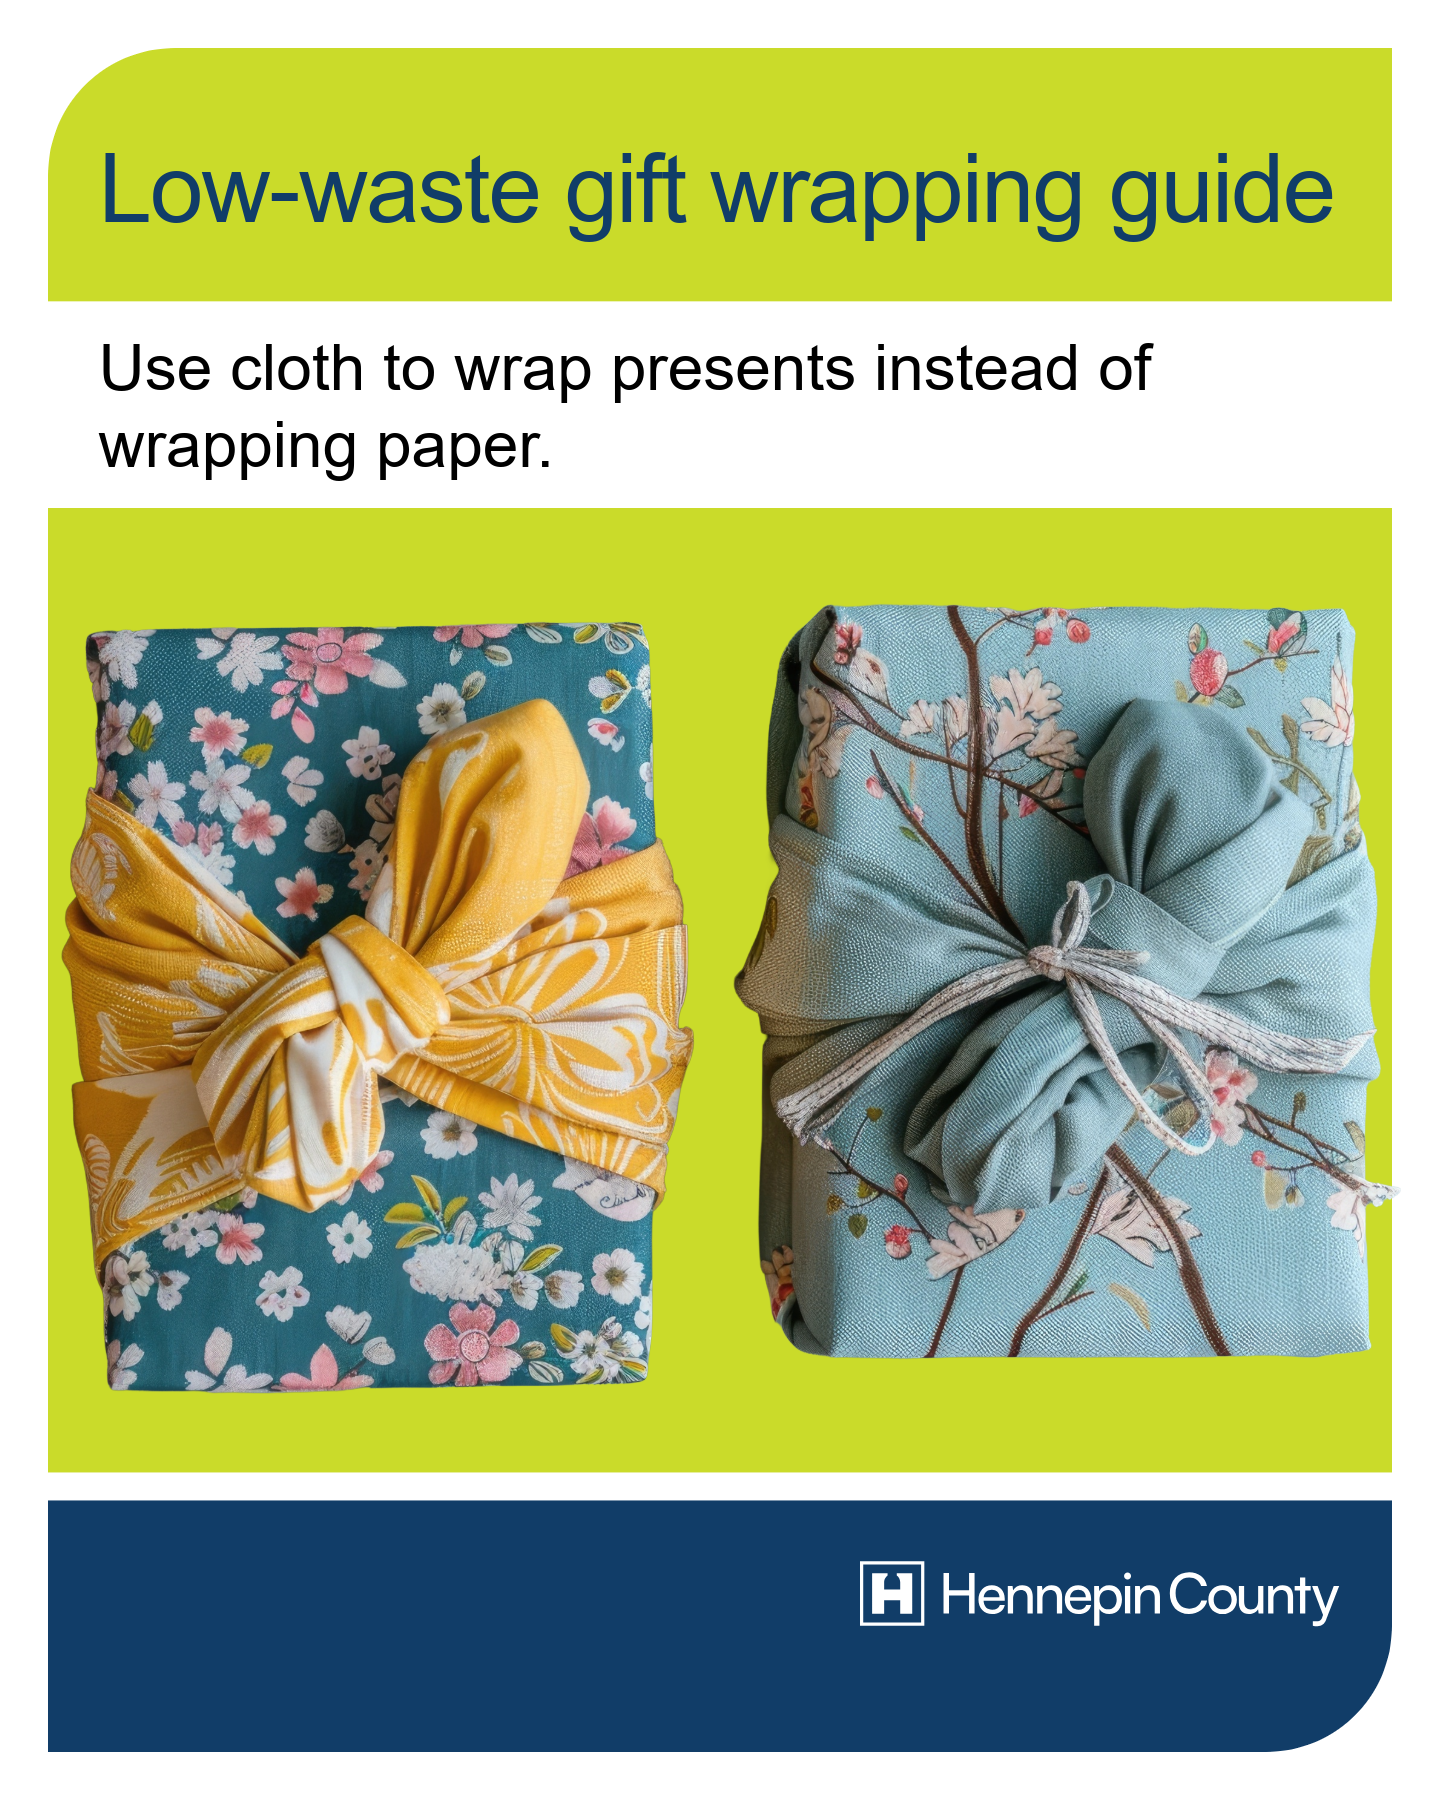 Low-waste gift wrapping guide
Use cloth to wrap presents instead of
wrapping paper.
H Hennepin County